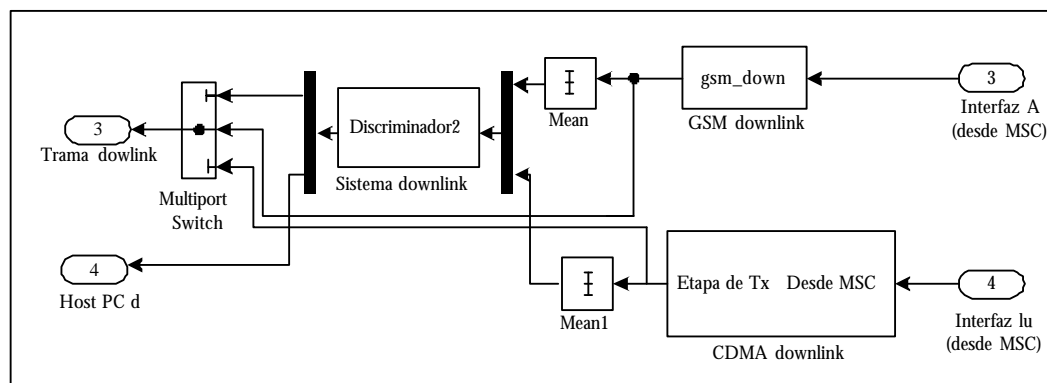 gsm_down
3
Interfaz A
(desde MSC)
GSM downlink
Mean
Discriminador2
Sistema downlink
3
Trama dowlink
Multiport
Switch
4
Host PC d
Mean1
Etapa de Tx Desde MSC
CDMA downlink
4
Interfaz lu
(desde MSC)